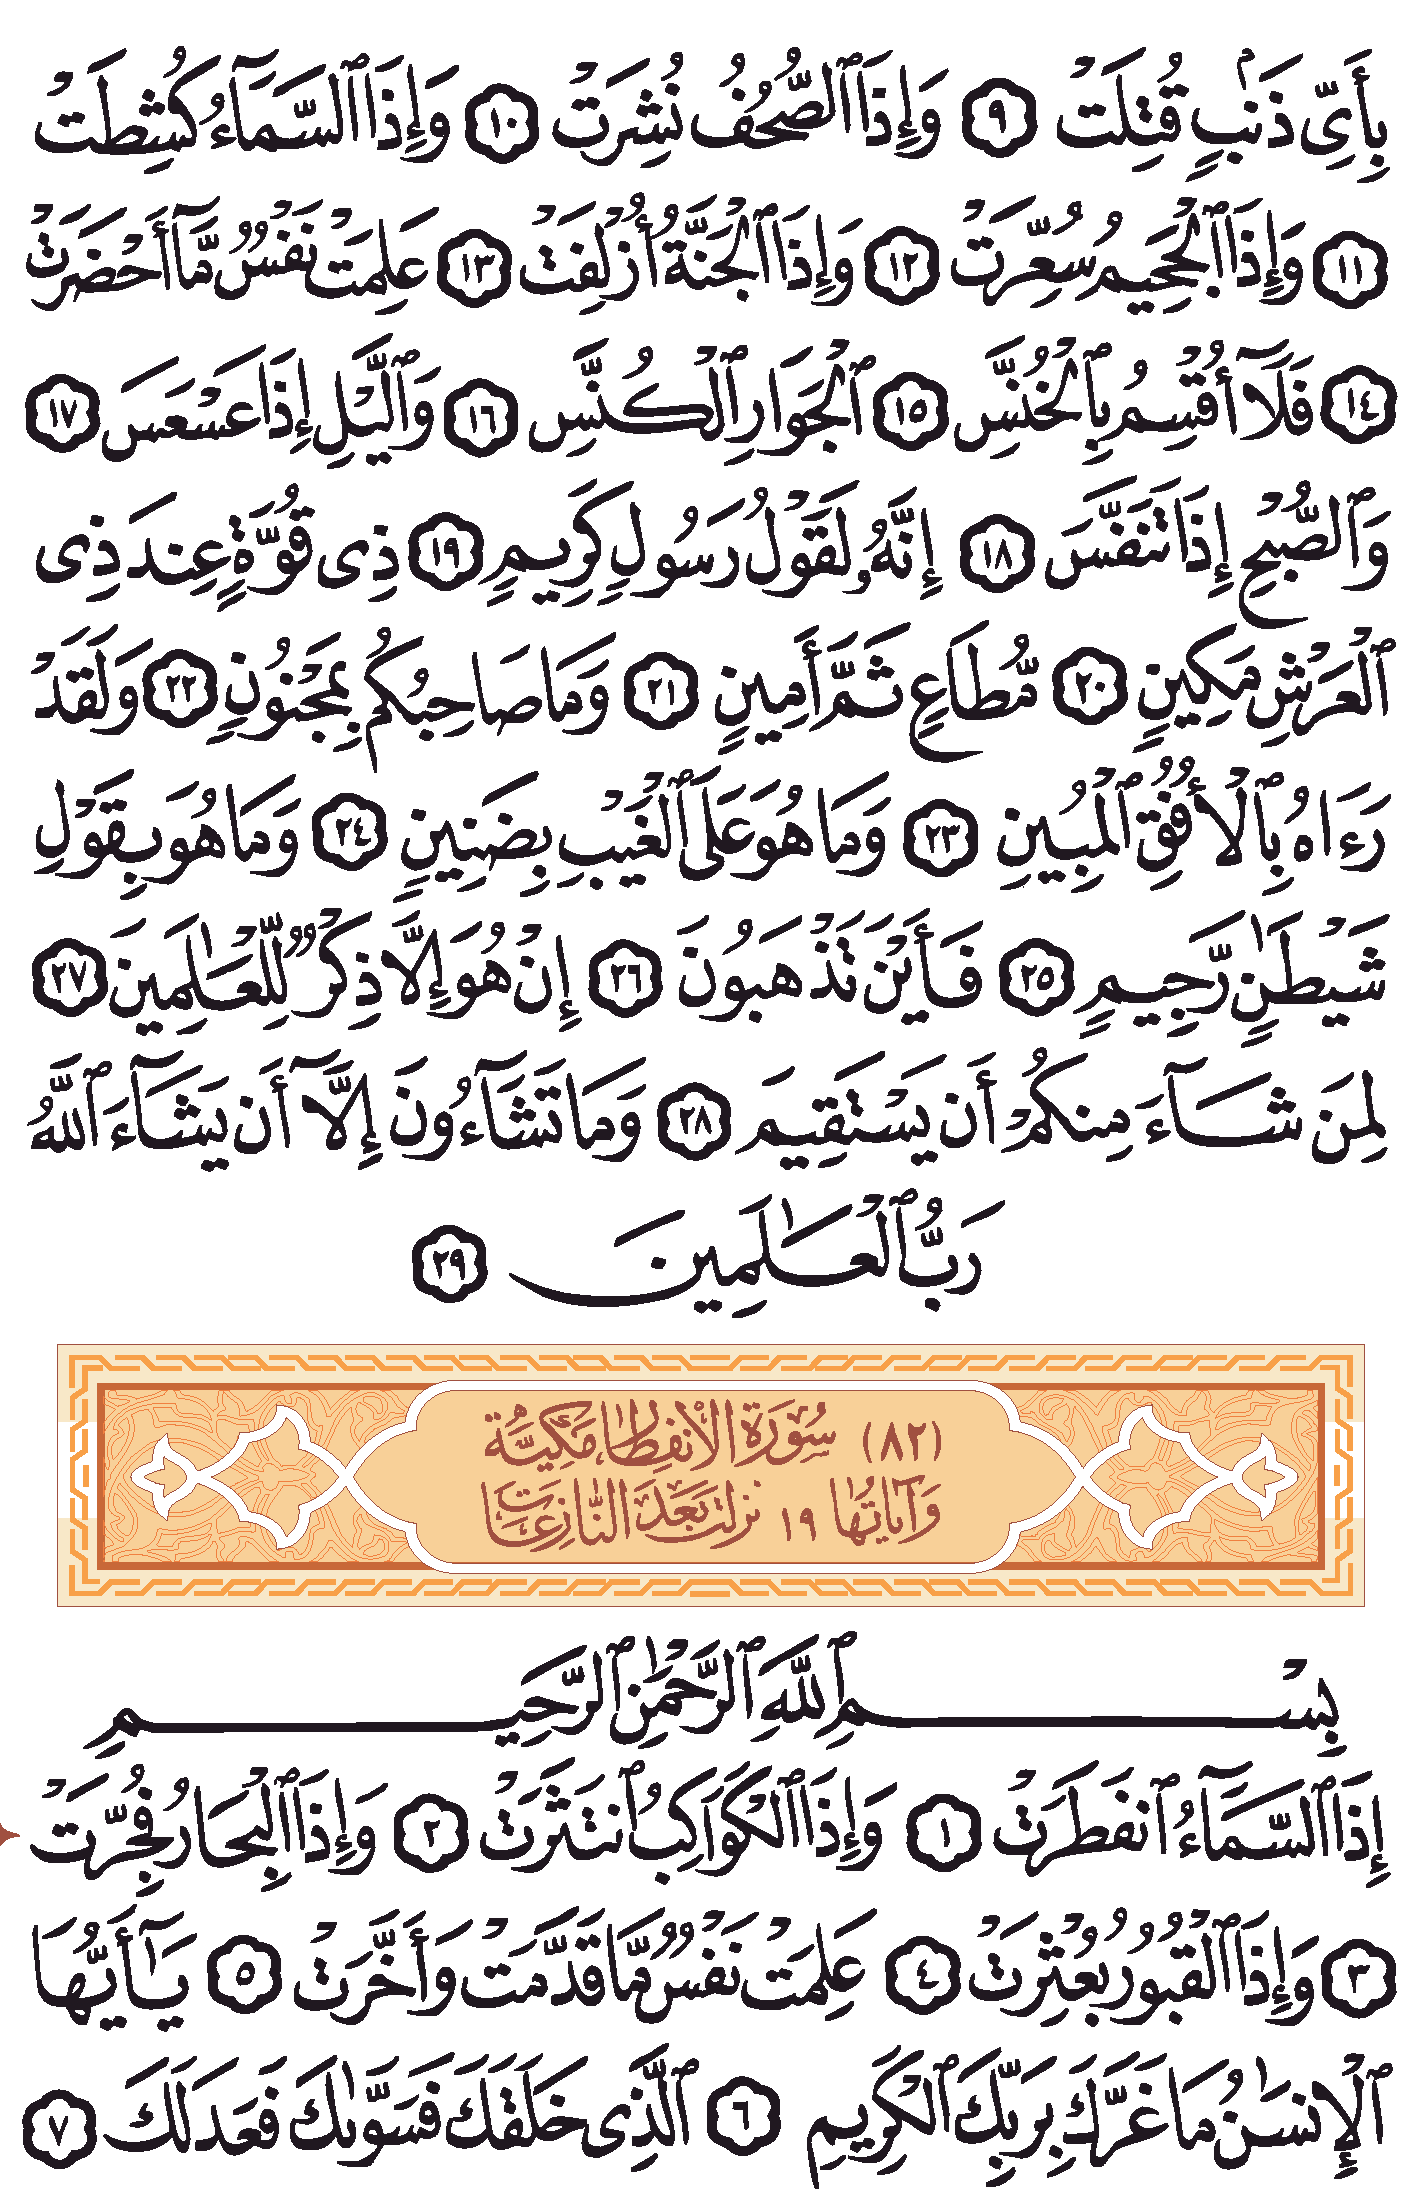 بِأَىِّ ذَنۢبٍ قُتِلَتْ ٩ وَإِذَا ٱلصُّحُفُ نُشِرَتْ ١٠ وَإِذَا ٱلسَّمَآءُ كُشِطَتْ
١١ وَإِذَا ٱلْجَحِيمُ سُعِّرَتْ ١٢ وَإِذَا ٱلْجَنَّةُ أُزْلِفَتْ ١٣ عَلِمَتْ نَفْسٌ مَّآ أَحْضَرَتْ
١٤ فَلَآ أُقْسِمُ بِٱلْخُنَّسِ ١٥ ٱلْجَوَارِ ٱلْكُنَّسِ ١٦ وَٱلَّيْلِ إِذَا عَسْعَسَ ١٧
وَٱلصُّبْحِ إِذَا تَنَفَّسَ ١٨ إِنَّهُۥ لَقَوْلُ رَسُولٍ كَرِيمٍ ١٩ ذِى قُوَّةٍ عِندَ ذِى
ٱلْعَرْشِ مَكِينٍ ٢٠ مُّطَاعٍ ثَمَّ أَمِينٍ ٢١ وَمَا صَاحِبُكُم بِمَجْنُونٍ ٢٢ وَلَقَدْ
رَءَاهُ بِٱلْأُفُقِ ٱلْمُبِينِ ٢٣ وَمَا هُوَ عَلَى ٱلْغَيْبِ بِضَنِينٍ ٢٤ وَمَا هُوَ بِقَوْلِ
شَيْطَٰنٍ رَّجِيمٍ ٢٥ فَأَيْنَ تَذْهَبُونَ ٢٦ إِنْ هُوَ إِلَّا ذِكْرٌ لِّلْعَٰلَمِينَ ٢٧
لِمَن شَآءَ مِنكُمْ أَن يَسْتَقِيمَ ٢٨ وَمَا تَشَآءُونَ إِلَّآ أَن يَشَآءَ ٱللَّهُ
رَبُّ ٱلْعَٰلَمِينَ ٢٩
(٨٢) سُورَةُ الْانفِطَارِ مَكِيَّةٌ
وَآيَاتُهَا ١٩ نَزَلَتْ بَعْدَ النَّازِعَاتِ
بِسْمِ ٱللَّهِ ٱلرَّحْمَٰنِ ٱلرَّحِيمِ
إِذَا ٱلسَّمَآءُ ٱنفَطَرَتْ ١ وَإِذَا ٱلْكَوَاكِبُ ٱنتَثَرَتْ ٢ وَإِذَا ٱلْبِحَارُ فُجِّرَتْ
٣ وَإِذَا ٱلْقُبُورُ بُعْثِرَتْ ٤ عَلِمَتْ نَفْسٌ مَّا قَدَّمَتْ وَأَخَّرَتْ ٥ يَٰٓأَيُّهَا
ٱلْإِنسَٰنُ مَا غَرَّكَ بِرَبِّكَ ٱلْكَرِيمِ ٦ ٱلَّذِى خَلَقَكَ فَسَوَّىٰكَ فَعَدَلَكَ ٧